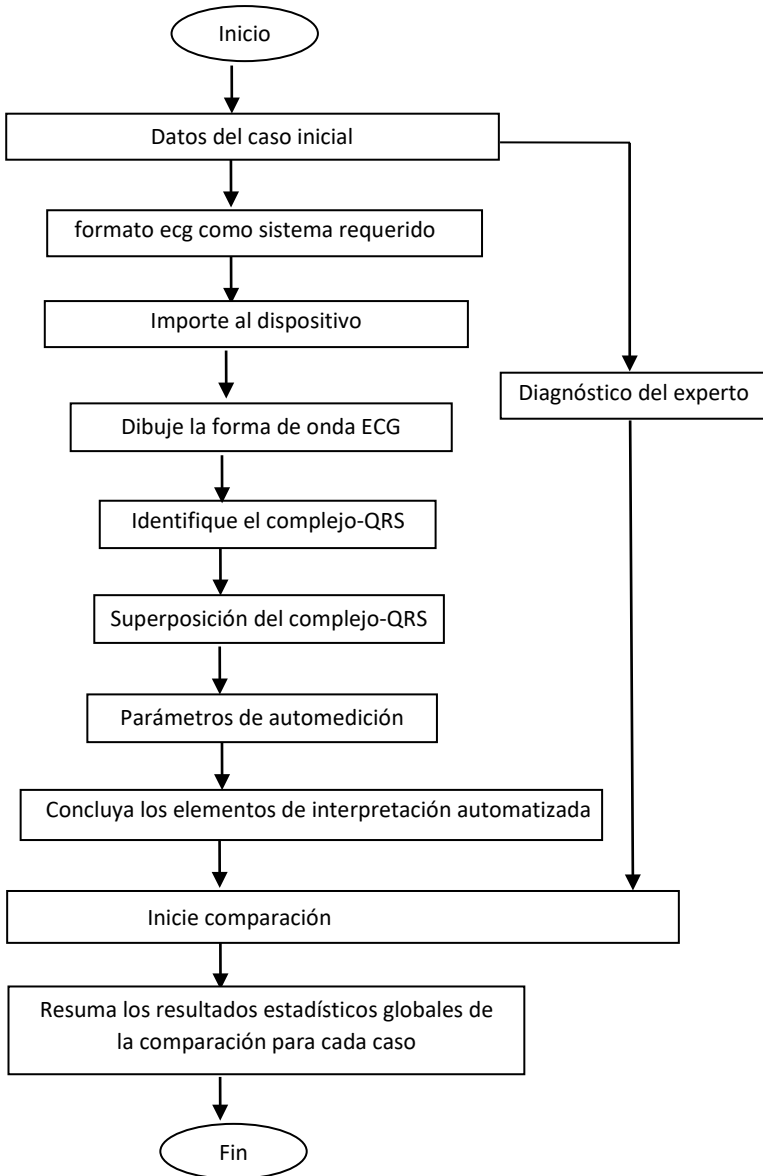 Inicio
Datos del caso inicial
formato ecg como sistema requerido
Importe al dispositivo
Diagnóstico del experto
Dibuje la forma de onda ECG
Identifique el complejo-QRS
Superposición del complejo-QRS
Parámetros de automedición
Concluya los elementos de interpretación automatizada
Inicie comparación
Resuma los resultados estadísticos globales de
la comparación para cada caso
Fin